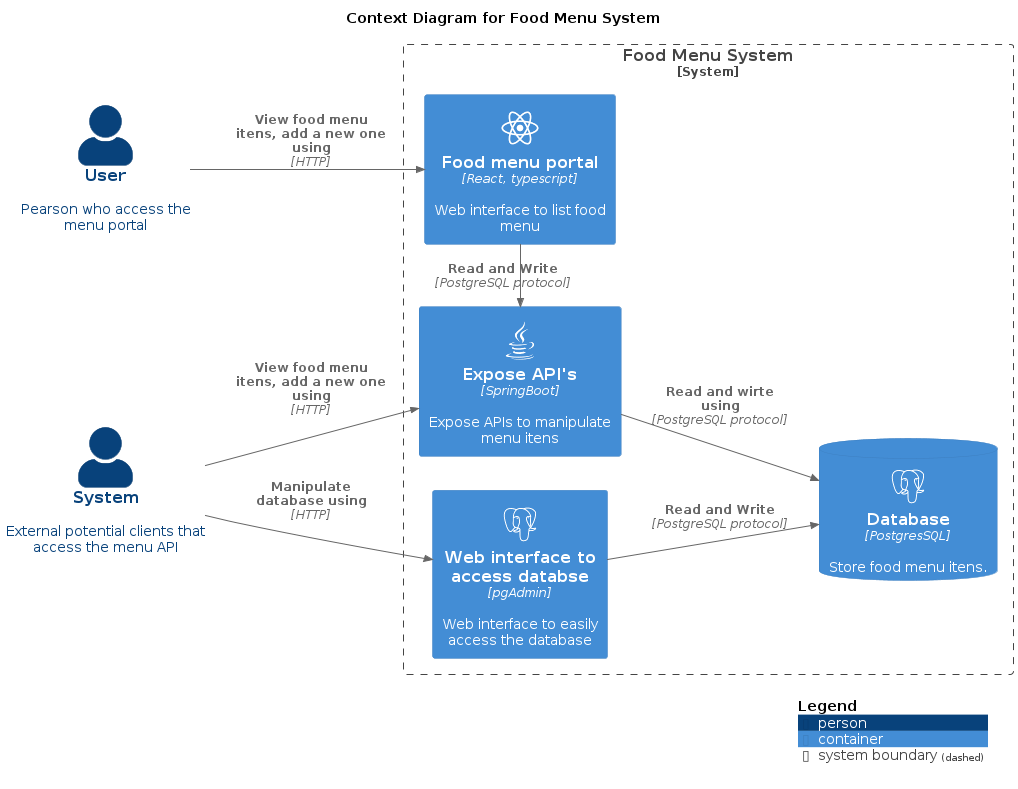 Context Diagram for Food Menu System
Food Menu System
[System]
View food menu
itens, add a new one
using
[HTTP]
User
Pearson who access the
menu portal
Food menu portal
[React, typescript]
Web interface to list food
menu
Read and Write
[PostgreSQL protocol]
View food menu
itens, add a new one
using
[HTTP]
Expose API's
[SpringBoot]
Expose APIs to manipulate
menu itens
Read and wirte
using
[PostgreSQL protocol]
System
External potential clients that
access the menu API
Manipulate
database using
[HTTP]
Web interface to
access databse
[pgAdmin]
Web interface to easily
access the database
Read and Write
[PostgreSQL protocol]
Database
[PostgresSQL]
Store food menu itens.
Legend
person
container
system boundary (dashed)